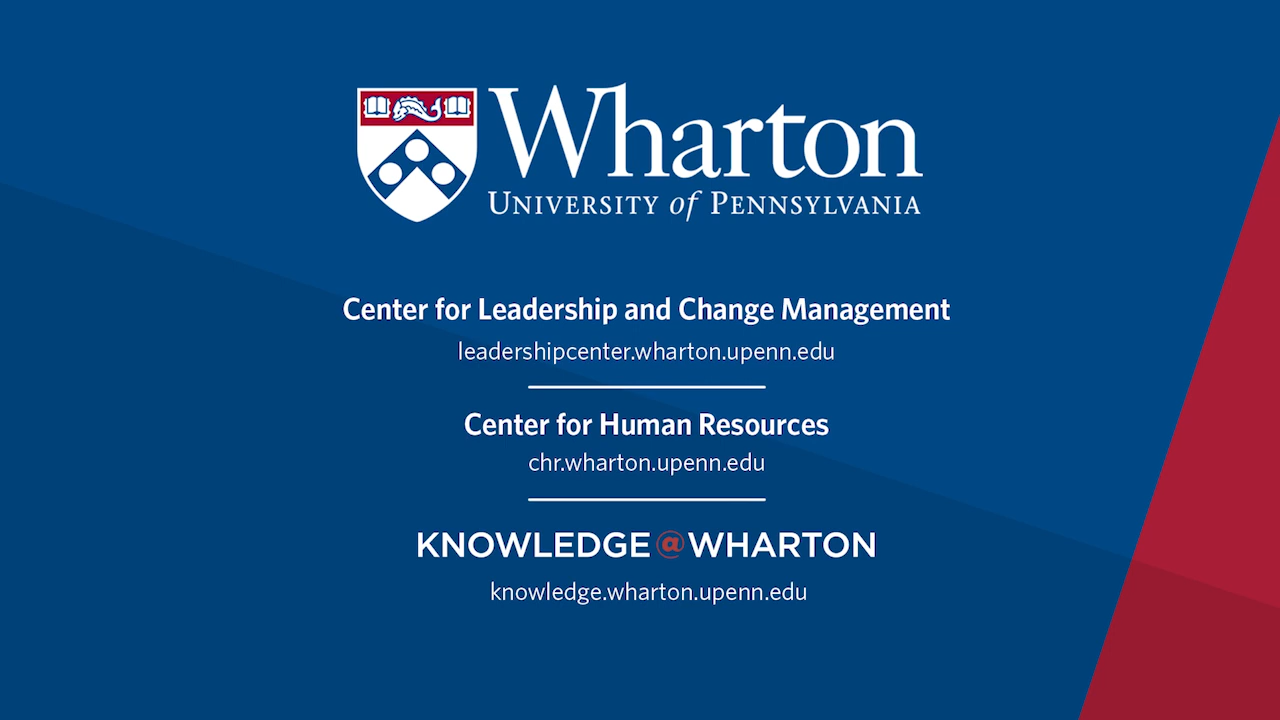 Wharton
UNIVERSITY of PENNSYLVANIA
Center for Leadership and Change Management
leadershipcenter.wharton.upenn.edu
Center for Human Resources
chr.wharton.upenn.edu
KNOWLEDGE@WHARTON
knowledge.wharton.upenn.edu